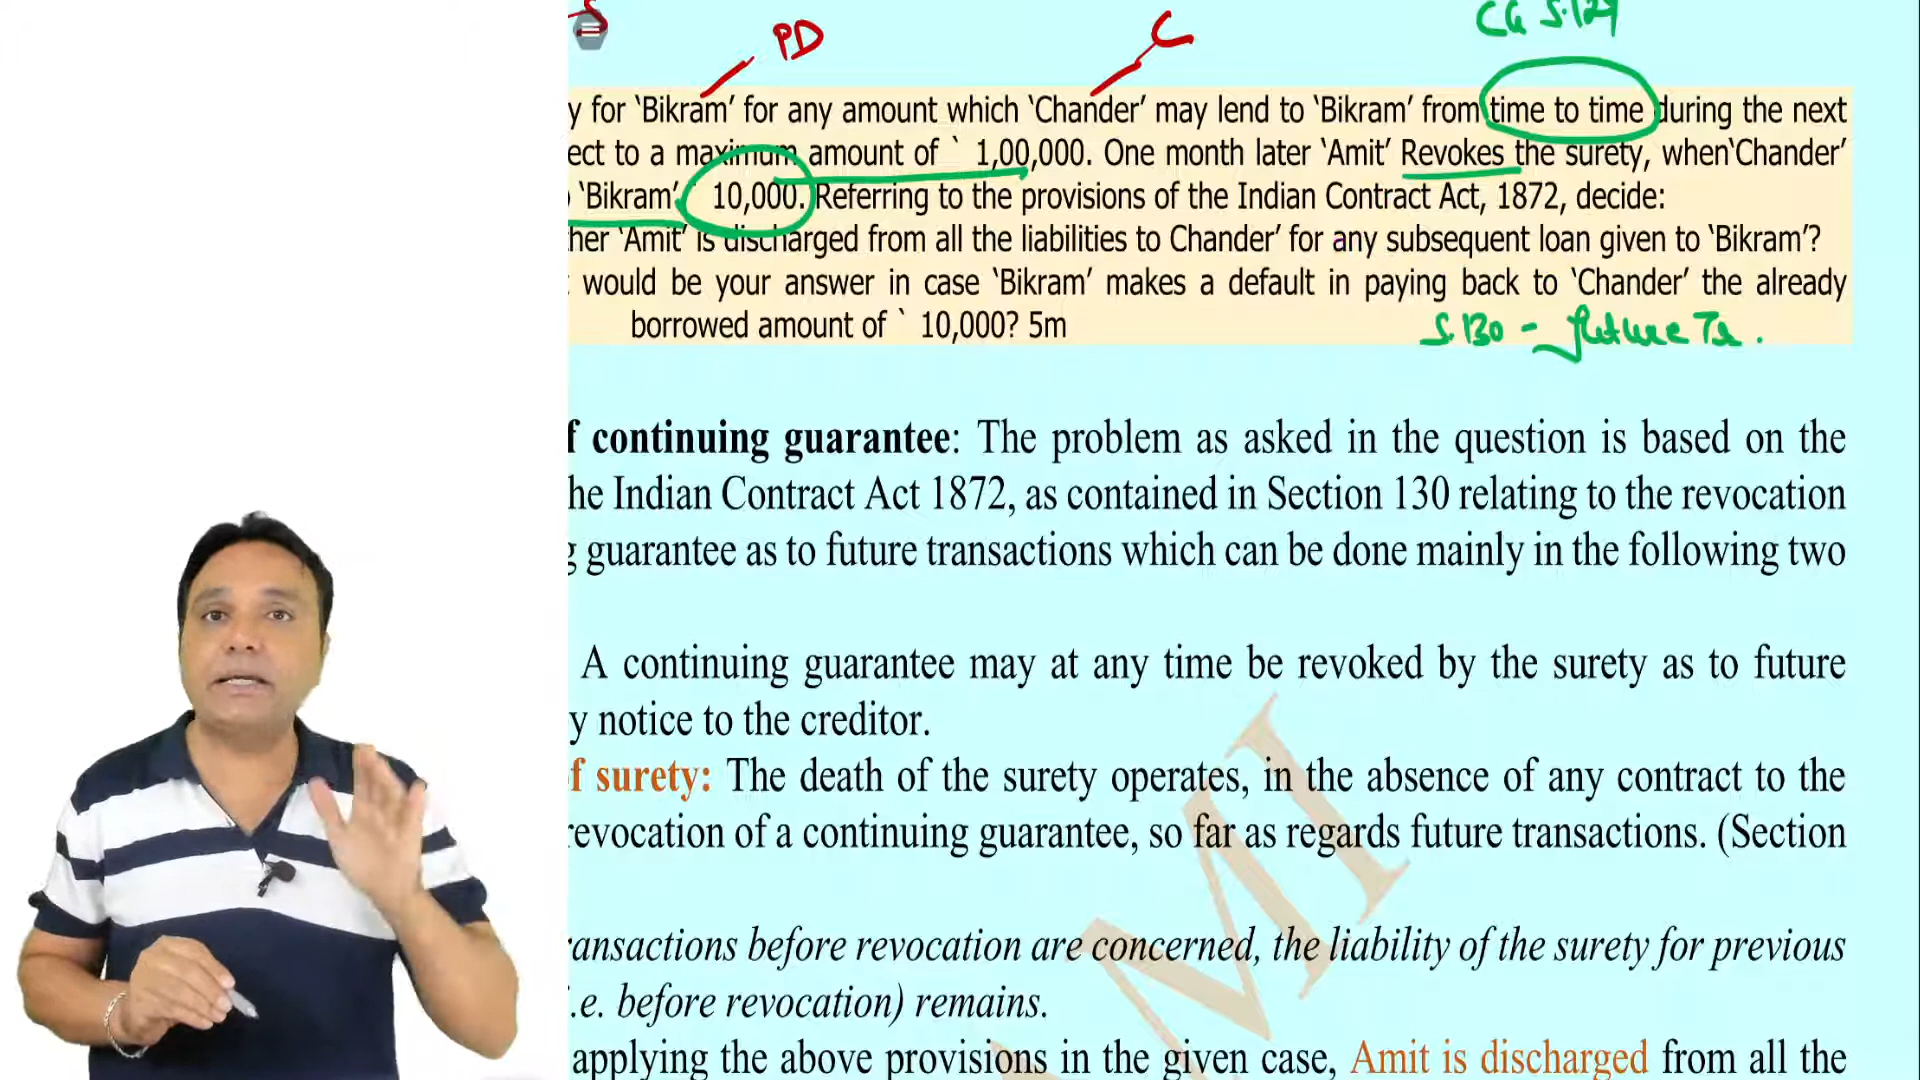 S
PD
C
CG S.129
y for ‘Bikram’ for any amount which ‘Chander’ may lend to ‘Bikram’ from time to time during the next
ect to a maximum amount of ` 1,00,000. One month later ‘Amit’ Revokes the surety, when‘Chander’
‘Bikram’ 10,000. Referring to the provisions of the Indian Contract Act, 1872, decide:
her ‘Amit’ is discharged from all the liabilities to Chander’ for any subsequent loan given to ‘Bikram’?
would be your answer in case ‘Bikram’ makes a default in paying back to ‘Chander’ the already
borrowed amount of ` 10,000? 5m
S.130 - future Tr.
f continuing guarantee: The problem as asked in the question is based on the
he Indian Contract Act 1872, as contained in Section 130 relating to the revocation
g guarantee as to future transactions which can be done mainly in the following two
A continuing guarantee may at any time be revoked by the surety as to future
y notice to the creditor.
f surety: The death of the surety operates, in the absence of any contract to the
revocation of a continuing guarantee, so far as regards future transactions. (Section
ransactions before revocation are concerned, the liability of the surety for previous
.e. before revocation) remains.
applying the above provisions in the given case, Amit is discharged from all the